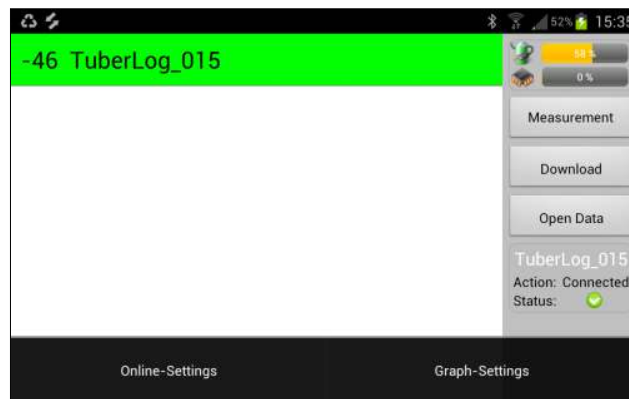 52% 15:35
-46 TuberLog_015
58 %
0 %
Measurement
Download
Open Data
TuberLog_015
Action: Connected
Status:
Online-Settings Graph-Settings